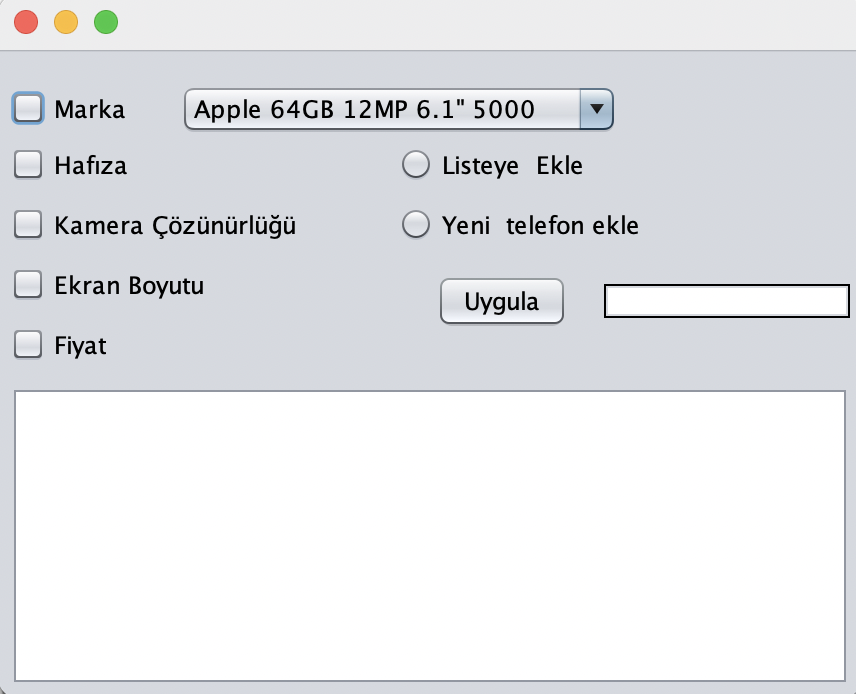 Marka
Apple 64GB 12MP 6.1" 5000
Hafıza
Listeye Ekle
Kamera Çözünürlüğü
Yeni telefon ekle
Ekran Boyutu
Uygula
Fiyat